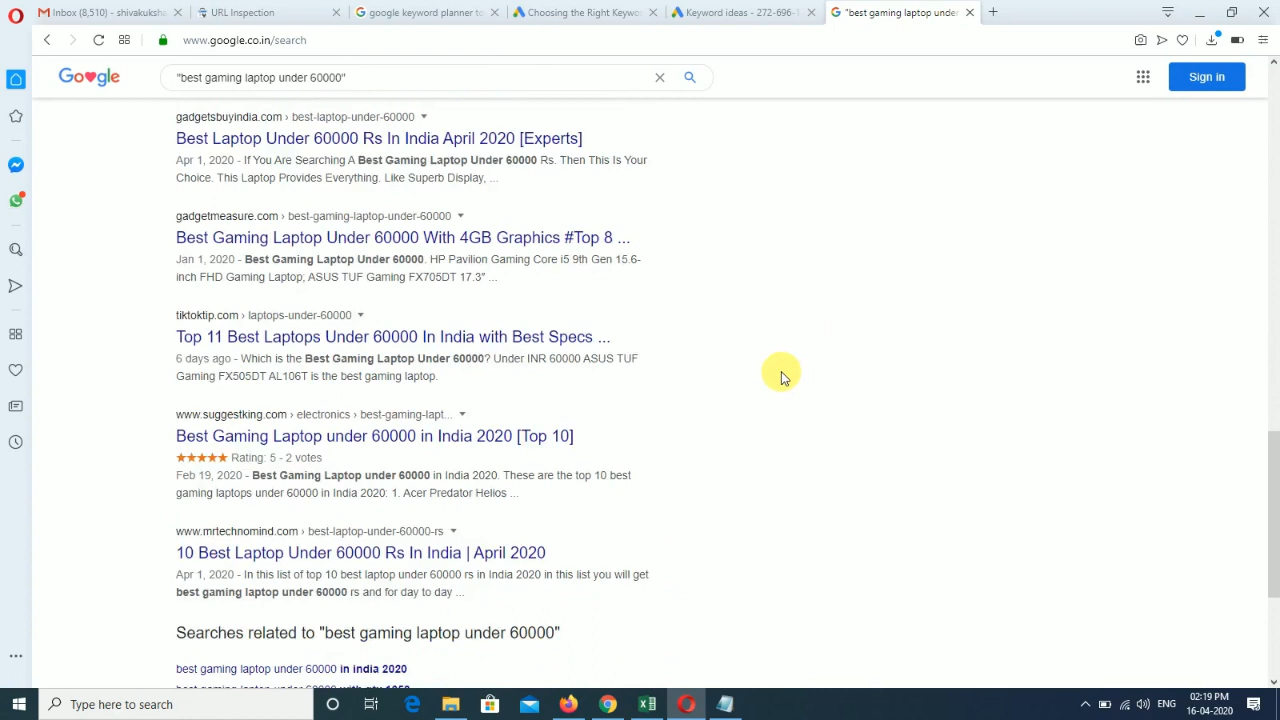 Inbox (8,510) - shivakusha
URL Inspection
google keyword planner to
Choosing the Right Keywor
Keyword ideas - 272-696-1
"best gaming laptop under
www.google.co.in/search
Google
"best gaming laptop under 60000"
Sign in
gadgetsbuyindia.com › best-laptop-under-60000
Best Laptop Under 60000 Rs In India April 2020 [Experts]
Apr 1, 2020 - If You Are Searching A Best Gaming Laptop Under 60000 Rs. Then This Is Your
Choice. This Laptop Provides Everything. Like Superb Display, ...
gadgetmeasure.com › best-gaming-laptop-under-60000
Best Gaming Laptop Under 60000 With 4GB Graphics #Top 8 ...
Jan 1, 2020 - Best Gaming Laptop Under 60000. HP Pavilion Gaming Core i5 9th Gen 15.6-
inch FHD Gaming Laptop; ASUS TUF Gaming FX705DT 17.3" ...
tiktoktip.com › laptops-under-60000
Top 11 Best Laptops Under 60000 In India with Best Specs ...
6 days ago - Which is the Best Gaming Laptop Under 60000? Under INR 60000 ASUS TUF
Gaming FX505DT AL106T is the best gaming laptop.
www.suggestking.com › electronics › best-gaming-lapt...
Best Gaming Laptop under 60000 in India 2020 [Top 10]
Rating: 5 - 2 votes
Feb 19, 2020 - Best Gaming Laptop under 60000 in India 2020. These are the top 10 best
gaming laptops under 60000 in India 2020: 1. Acer Predator Helios ...
www.mrtechnomind.com › best-laptop-under-60000-rs
10 Best Laptop Under 60000 Rs In India | April 2020
Apr 1, 2020 - In this list of top 10 best laptop under 60000 rs in India 2020 in this list you will get
best gaming laptop under 60000 rs and for day to day ...
Searches related to "best gaming laptop under 60000"
best gaming laptop under 60000 in india 2020
best gaming laptop under 60000 with gtx 1050
Type here to search
ENG
02:19 PM
16-04-2020